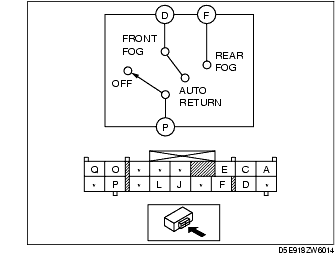 D F
FRONT FOG
REAR FOG
OFF
AUTO RETURN
P
Q O * * * E C A
* P * L J * F D *
D5E918ZW6014